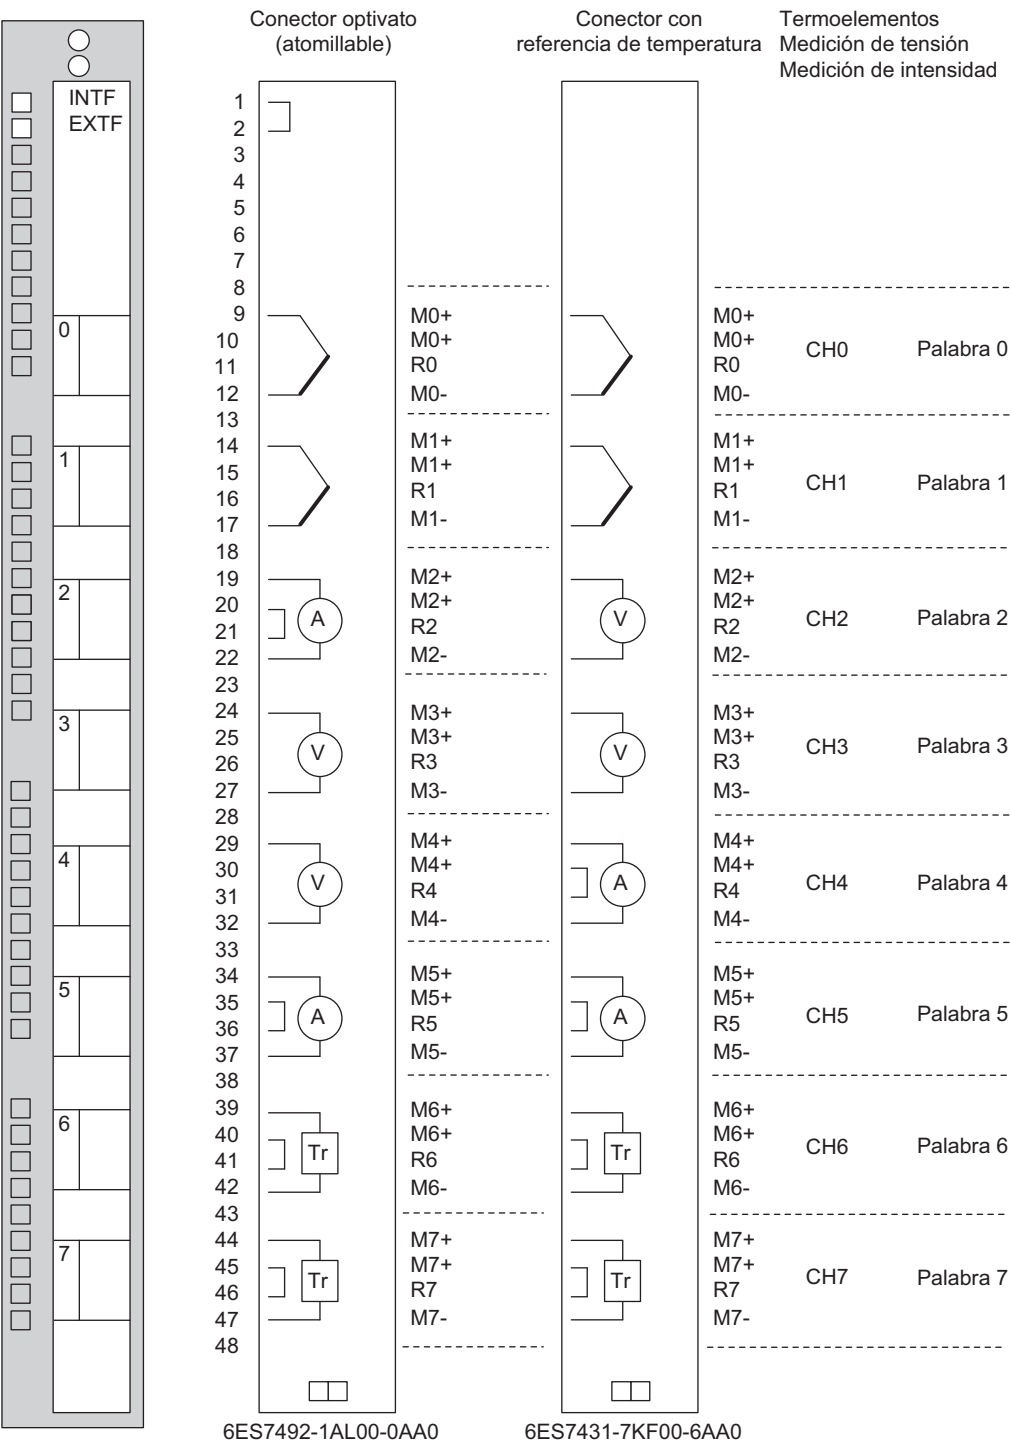 Conector optivato
(atomillable)
Conector con
referencia de temperatura
Termoelementos
Medición de tensión
Medición de intensidad
INTF
EXTF
1
2
3
4
5
6
7
8
9 M0+ M0+
10 M0+ M0+
11 R0 R0
12 M0- M0-
0 CH0 Palabra 0
13
14 M1+ M1+
15 M1+ M1+
16 R1 R1
17 M1- M1-
1 CH1 Palabra 1
18
19 M2+ M2+
20 M2+ M2+
21 R2 R2
22 M2- M2-
2 A V CH2 Palabra 2
23
24 M3+ M3+
25 M3+ M3+
26 R3 R3
27 M3- M3-
3 V V CH3 Palabra 3
28
29 M4+ M4+
30 M4+ M4+
31 R4 R4
32 M4- M4-
4 V A CH4 Palabra 4
33
34 M5+ M5+
35 M5+ M5+
36 R5 R5
37 M5- M5-
5 A A CH5 Palabra 5
38
39 M6+ M6+
40 M6+ M6+
41 R6 R6
42 M6- M6-
6 Tr Tr CH6 Palabra 6
43
44 M7+ M7+
45 M7+ M7+
46 R7 R7
47 M7- M7-
7 Tr Tr CH7 Palabra 7
48
6ES7492-1AL00-0AA0
6ES7431-7KF00-6AA0